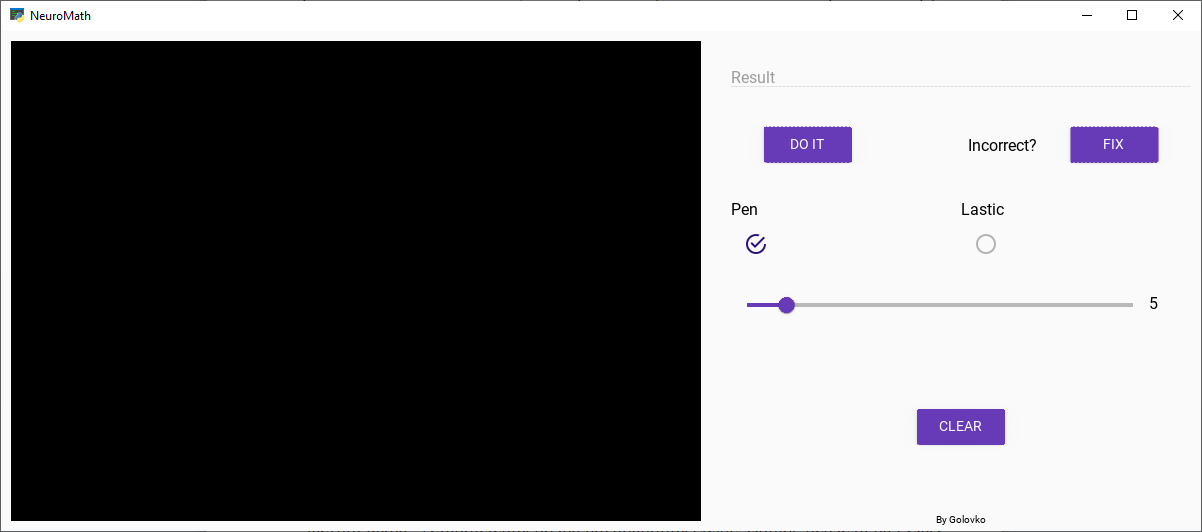 NeuroMath
Result
DO IT
Incorrect?
FIX
Pen
Lastic
5
CLEAR
By Golovko